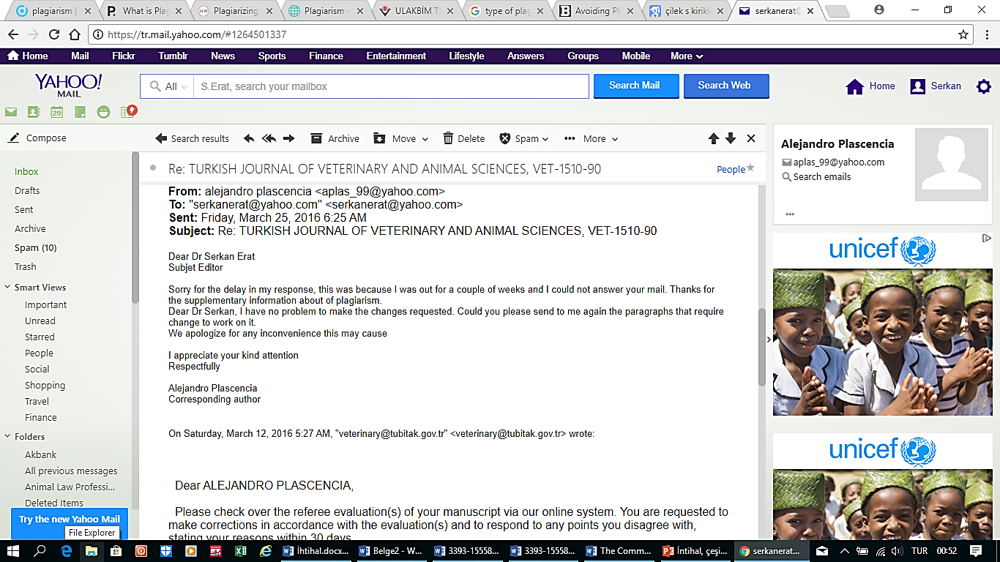 plagiarism |
What is Plag
Plagiarizing
Plagiarism -
ULAKBİM T
type of plag
Avoiding Pl
çilek s kirikk
serkanerat@
https://tr.mail.yahoo.com/#1264501337
Home Mail Flickr Tumblr News Sports Finance Entertainment Lifestyle Answers Groups Mobile More
YAHOO!
MAIL
All S.Erat, search your mailbox Search Mail Search Web Home Serkan
29
Compose
Search results Archive Move Delete Spam More
Inbox
Drafts
Sent
Archive
Spam (10)
Trash
Smart Views
Important
Unread
Starred
People
Social
Shopping
Travel
Finance
Folders
Akbank
All previous messages
Animal Law Professi...
Deleted Items
Try the new Yahoo Mail
File Explorer
Re: TURKISH JOURNAL OF VETERINARY AND ANIMAL SCIENCES, VET-1510-90
People
From: alejandro plascencia <aplas_99@yahoo.com>
To: "serkanerat@yahoo.com" <serkanerat@yahoo.com>
Sent: Friday, March 25, 2016 6:25 AM
Subject: Re: TURKISH JOURNAL OF VETERINARY AND ANIMAL SCIENCES, VET-1510-90
Dear Dr Serkan Erat
Subjet Editor
Sorry for the delay in my response, this was because I was out for a couple of weeks and I could not answer your mail. Thanks for
the supplementary information about of plagiarism.
Dear Dr Serkan, I have no problem to make the changes requested. Could you please send to me again the paragraphs that require
change to work on it.
We apologize for any inconvenience this may cause
I appreciate your kind attention
Respectfully
Alejandro Plascencia
Corresponding author
On Saturday, March 12, 2016 5:27 AM, "veterinary@tubitak.gov.tr" <veterinary@tubitak.gov.tr> wrote:
Dear ALEJANDRO PLASCENCIA,
Please check over the referee evaluation(s) of your manuscript via our online system. You are requested to
make corrections in accordance with the evaluation(s) and to respond to any points you disagree with,
stating your reasons within 30 days
Alejandro Plascencia
aplas_99@yahoo.com
Search emails
...
unicef
unicef
İhtihal.docx...
Belge2 - W...
3393-15558...
3393-15558...
The Comm...
İntihal, çeşi...
serkanerat...
TUR 00:52